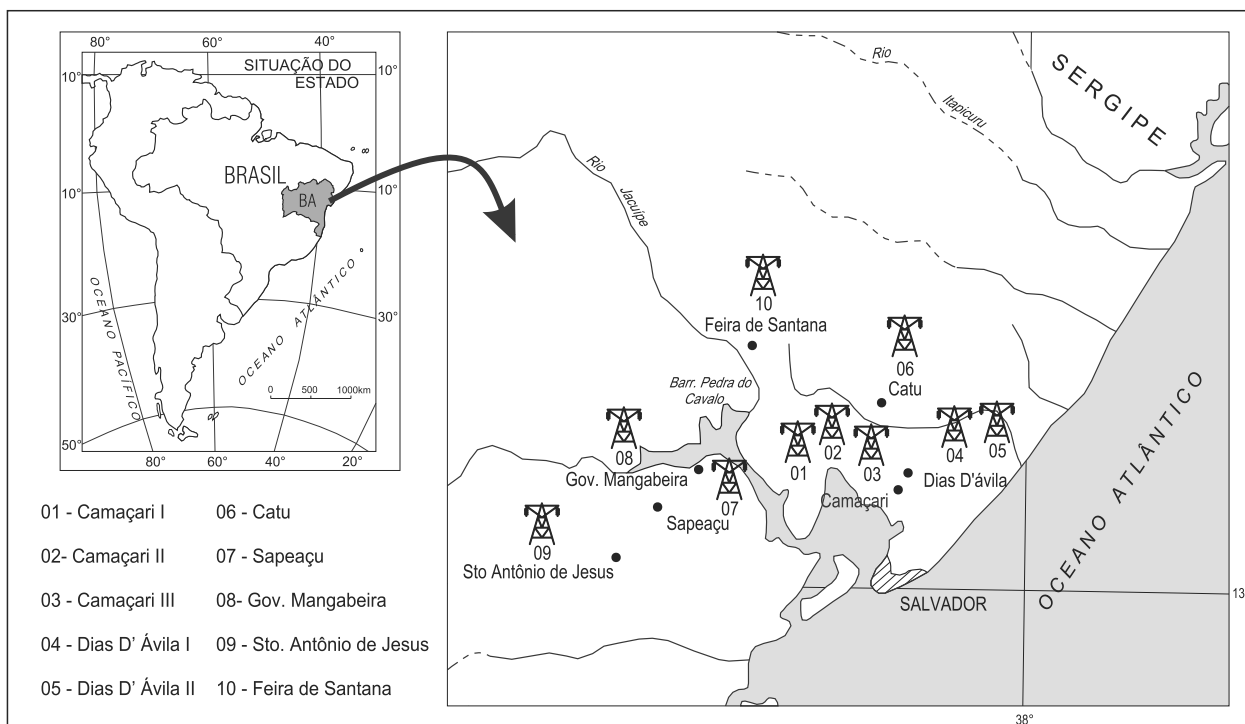 80° 60° 40°
SITUAÇÃO DO
ESTADO
10° 10°
BRASIL
BA
10° 10°
OCEANO PACÍFICO
OCEANO ATLÂNTICO
30° 30°
0 500 1000km
50°
80° 60° 40° 20°
01 - Camaçari I
02- Camaçari II
03 - Camaçari III
04 - Dias D' Ávila I
05 - Dias D' Ávila II
06 - Catu
07 - Sapeaçu
08- Gov. Mangabeira
09 - Sto. Antônio de Jesus
10 - Feira de Santana
Rio
Itapicuru
SERGIPE
Rio
Jacuípe
10
Feira de Santana
06
Catu
Barr. Pedra do
Cavalo
08
01
02
03
04
05
Gov. Mangabeira
07
Camaçari
Dias D'ávila
Sapeaçu
09
Sto Antônio de Jesus
SALVADOR
OCEANO ATLÂNTICO
13
38°